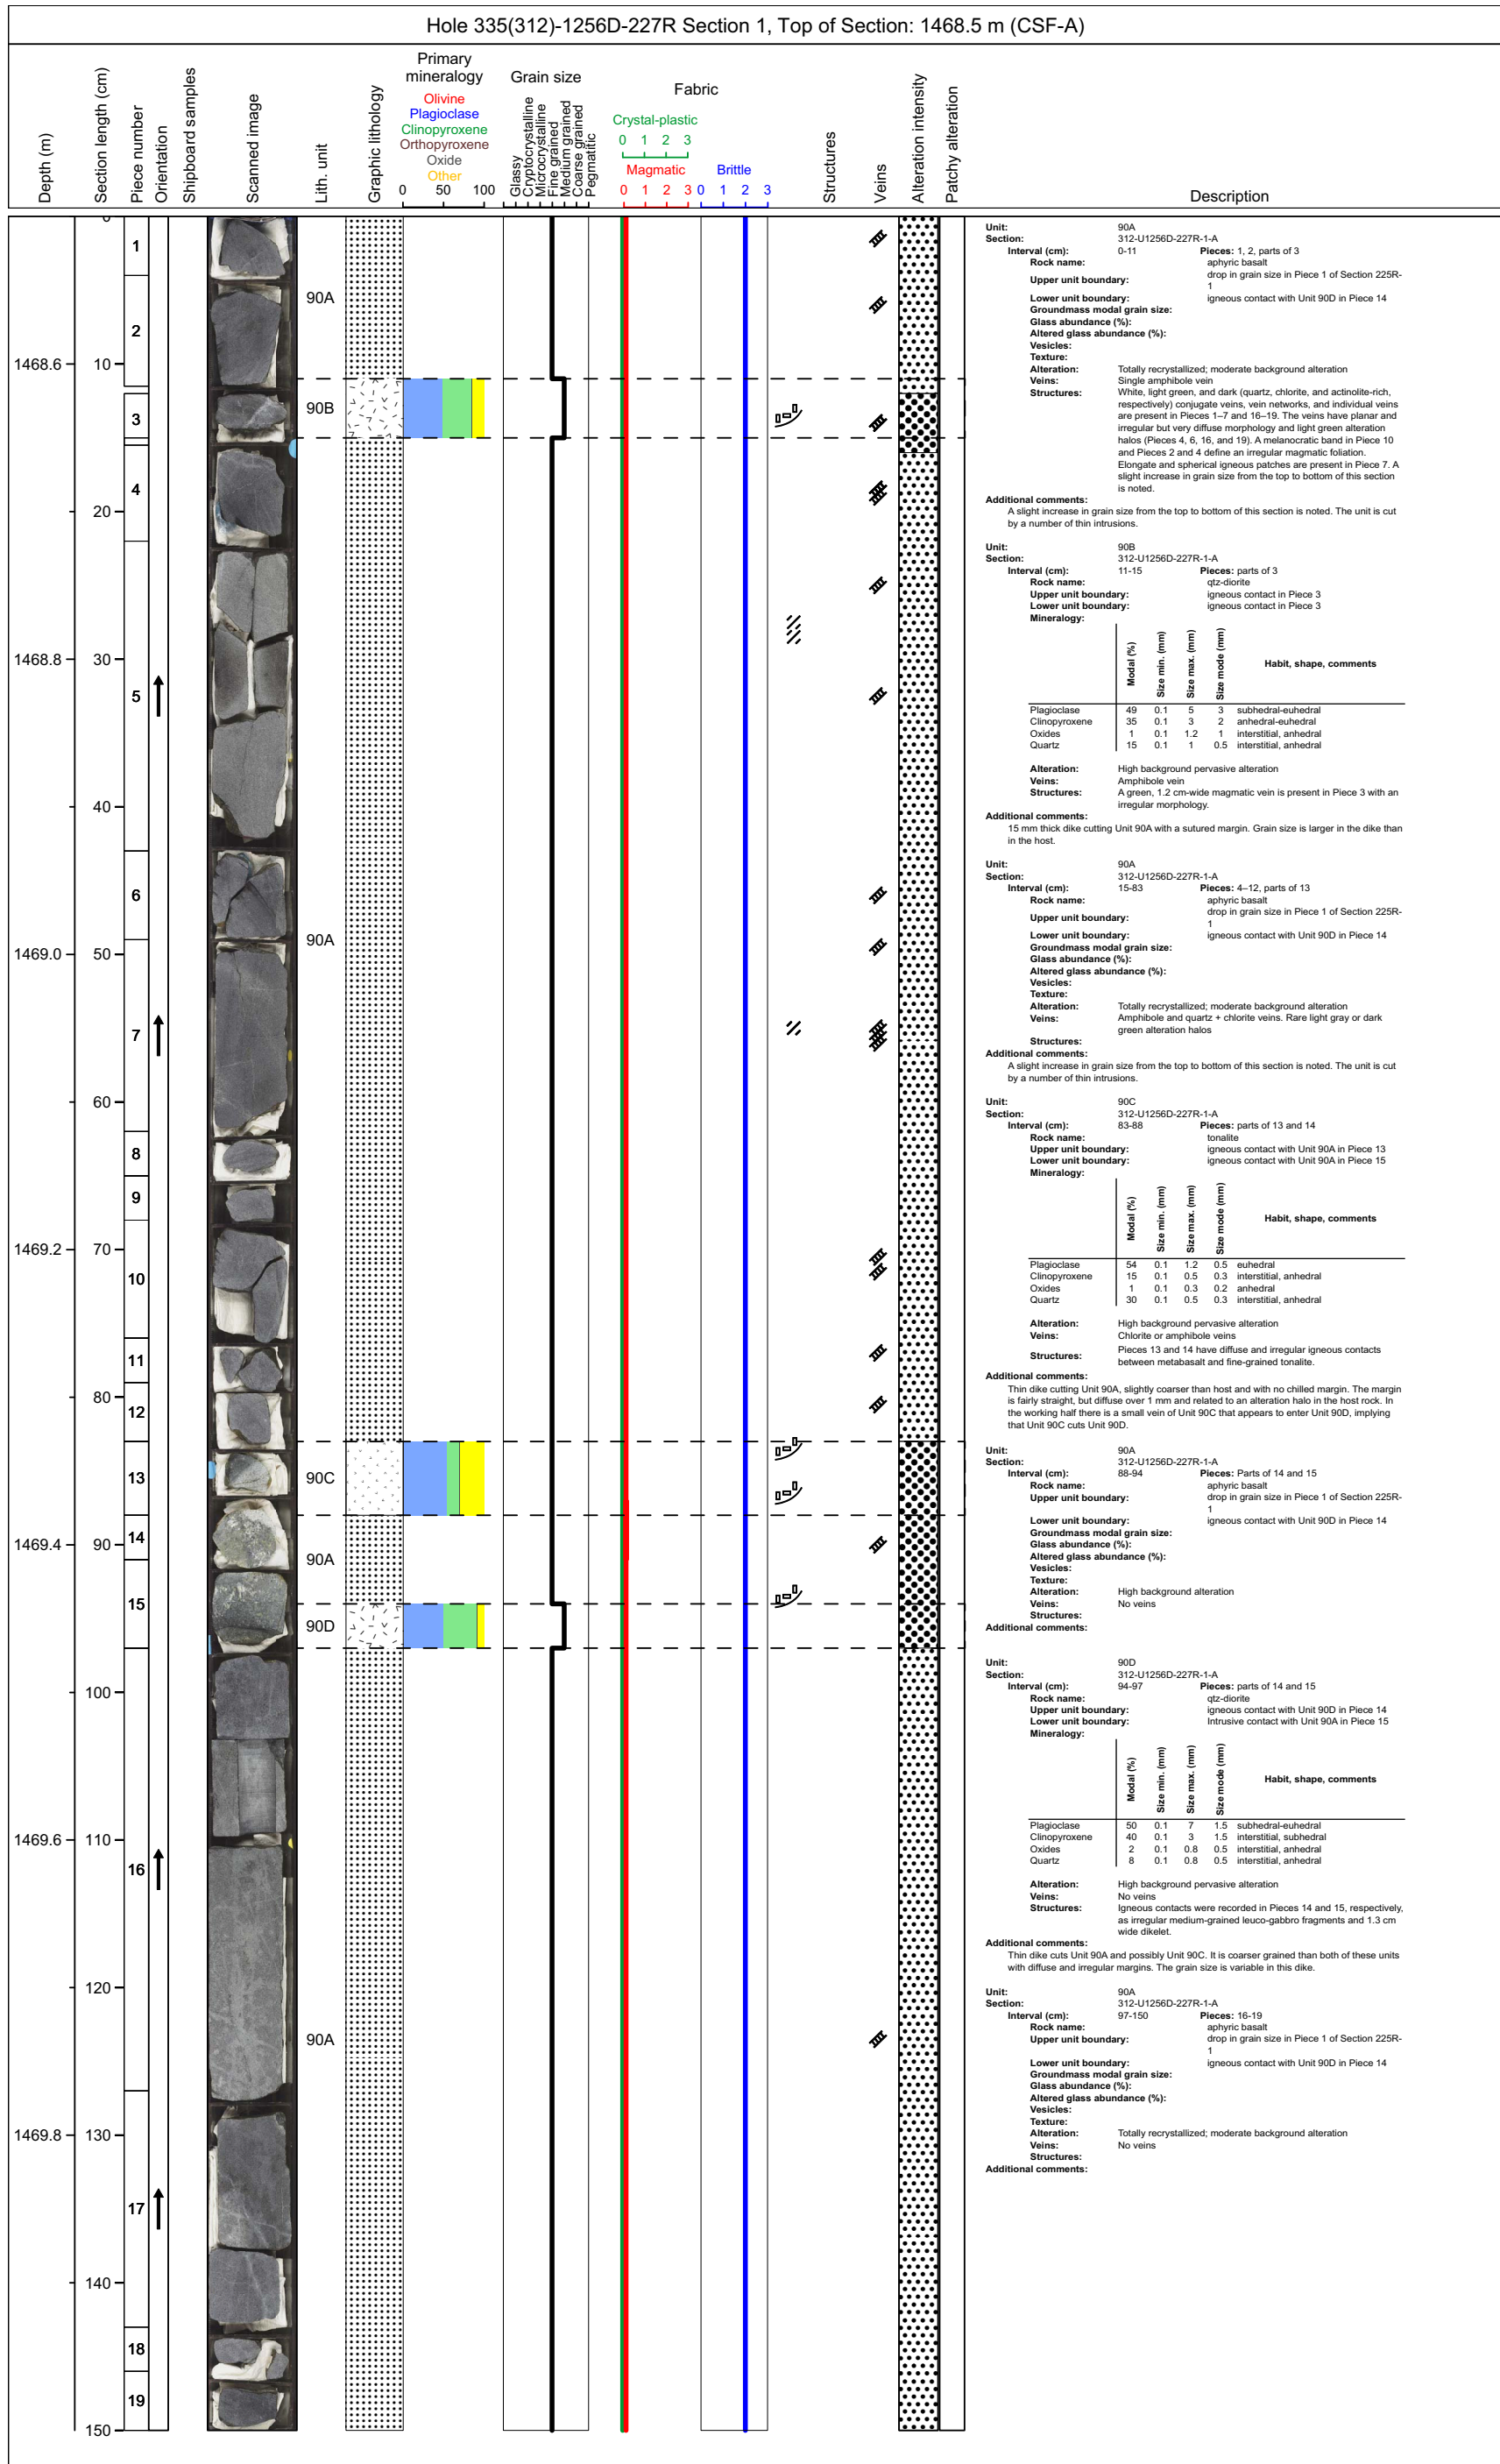 Hole 335(312)-1256D-227R Section 1, Top of Section: 1468.5 m (CSF-A)
Depth (m)
Section length (cm)
Piece number
Orientation
Shipboard samples
Scanned image
Lith. unit
Graphic lithology
Primary
mineralogy
Olivine
Plagioclase
Clinopyroxene
Orthopyroxene
Oxide
Other
0 50 100
Grain size
Glassy
Cryptocrystalline
Microcrystalline
Fine grained
Medium grained
Coarse grained
Pegmatitic
Fabric
Crystal-plastic
0 1 2 3
Magmatic
0 1 2 3
Brittle
0 1 2 3
Structures
Veins
Alteration intensity
Patchy alteration
Description
1468.6
1468.8
1469.0
1469.2
1469.4
1469.6
1469.8
0
10
20
30
40
50
60
70
80
90
100
110
120
130
140
150
1
2
3
4
5
6
7
8
9
10
11
12
13
14
15
16
17
18
19
90A
90B
90A
90C
90A
90D
90A
Unit: 90A
Section: 312-U1256D-227R-1-A
Interval (cm): 0-11 Pieces: 1, 2, parts of 3
Rock name: aphyric basalt
Upper unit boundary: drop in grain size in Piece 1 of Section 225R-
1
Lower unit boundary: igneous contact with Unit 90D in Piece 14
Groundmass modal grain size:
Glass abundance (%):
Altered glass abundance (%):
Vesicles:
Texture:
Alteration: Totally recrystallized; moderate background alteration
Veins: Single amphibole vein
Structures: White, light green, and dark (quartz, chlorite, and actinolite-rich,
respectively) conjugate veins, vein networks, and individual veins
are present in Pieces 1–7 and 16–19. The veins have planar and
irregular but very diffuse morphology and light green alteration
halos (Pieces 4, 6, 16, and 19). A melanocratic band in Piece 10
and Pieces 2 and 4 define an irregular magmatic foliation.
Elongate and spherical igneous patches are present in Piece 7. A
slight increase in grain size from the top to bottom of this section
is noted.
Additional comments:
A slight increase in grain size from the top to bottom of this section is noted. The unit is cut
by a number of thin intrusions.
Unit: 90B
Section: 312-U1256D-227R-1-A
Interval (cm): 11-15 Pieces: parts of 3
Rock name: qtz-diorite
Upper unit boundary: igneous contact in Piece 3
Lower unit boundary: igneous contact in Piece 3
Mineralogy:
Modal (%) Size min. (mm) Size max. (mm) Size mode (mm) Habit, shape, comments
Plagioclase 49 0.1 5 3 subhedral-euhedral
Clinopyroxene 35 0.1 3 2 anhedral-euhedral
Oxides 1 0.1 1.2 1 interstitial, anhedral
Quartz 15 0.1 1 0.5 interstitial, anhedral
Alteration: High background pervasive alteration
Veins: Amphibole vein
Structures: A green, 1.2 cm-wide magmatic vein is present in Piece 3 with an
irregular morphology.
Additional comments:
15 mm thick dike cutting Unit 90A with a sutured margin. Grain size is larger in the dike than
in the host.
Unit: 90A
Section: 312-U1256D-227R-1-A
Interval (cm): 15-83 Pieces: 4–12, parts of 13
Rock name: aphyric basalt
Upper unit boundary: drop in grain size in Piece 1 of Section 225R-
1
Lower unit boundary: igneous contact with Unit 90D in Piece 14
Groundmass modal grain size:
Glass abundance (%):
Altered glass abundance (%):
Vesicles:
Texture:
Alteration: Totally recrystallized; moderate background alteration
Veins: Amphibole and quartz + chlorite veins. Rare light gray or dark
green alteration halos
Structures:
Additional comments:
A slight increase in grain size from the top to bottom of this section is noted. The unit is cut
by a number of thin intrusions.
Unit: 90C
Section: 312-U1256D-227R-1-A
Interval (cm): 83-88 Pieces: parts of 13 and 14
Rock name: tonalite
Upper unit boundary: igneous contact with Unit 90A in Piece 13
Lower unit boundary: igneous contact with Unit 90A in Piece 15
Mineralogy:
Modal (%) Size min. (mm) Size max. (mm) Size mode (mm) Habit, shape, comments
Plagioclase 54 0.1 1.2 0.5 euhedral
Clinopyroxene 15 0.1 0.5 0.3 interstitial, anhedral
Oxides 1 0.1 0.3 0.2 anhedral
Quartz 30 0.1 0.5 0.3 interstitial, anhedral
Alteration: High background pervasive alteration
Veins: Chlorite or amphibole veins
Structures: Pieces 13 and 14 have diffuse and irregular igneous contacts
between metabasalt and fine-grained tonalite.
Additional comments:
Thin dike cutting Unit 90A, slightly coarser than host and with no chilled margin. The margin
is fairly straight, but diffuse over 1 mm and related to an alteration halo in the host rock. In
the working half there is a small vein of Unit 90C that appears to enter Unit 90D, implying
that Unit 90C cuts Unit 90D.
Unit: 90A
Section: 312-U1256D-227R-1-A
Interval (cm): 88-94 Pieces: Parts of 14 and 15
Rock name: aphyric basalt
Upper unit boundary: drop in grain size in Piece 1 of Section 225R-
1
Lower unit boundary: igneous contact with Unit 90D in Piece 14
Groundmass modal grain size:
Glass abundance (%):
Altered glass abundance (%):
Vesicles:
Texture:
Alteration: High background alteration
Veins: No veins
Structures:
Additional comments:
Unit: 90D
Section: 312-U1256D-227R-1-A
Interval (cm): 94-97 Pieces: parts of 14 and 15
Rock name: qtz-diorite
Upper unit boundary: igneous contact with Unit 90D in Piece 14
Lower unit boundary: Intrusive contact with Unit 90A in Piece 15
Mineralogy:
Modal (%) Size min. (mm) Size max. (mm) Size mode (mm) Habit, shape, comments
Plagioclase 50 0.1 7 1.5 subhedral-euhedral
Clinopyroxene 40 0.1 3 1.5 interstitial, subhedral
Oxides 2 0.1 0.8 0.5 interstitial, anhedral
Quartz 8 0.1 0.8 0.5 interstitial, anhedral
Alteration: High background pervasive alteration
Veins: No veins
Structures: Igneous contacts were recorded in Pieces 14 and 15, respectively,
as irregular medium-grained leuco-gabbro fragments and 1.3 cm
wide dikelet.
Additional comments:
Thin dike cuts Unit 90A and possibly Unit 90C. It is coarser grained than both of these units
with diffuse and irregular margins. The grain size is variable in this dike.
Unit: 90A
Section: 312-U1256D-227R-1-A
Interval (cm): 97-150 Pieces: 16-19
Rock name: aphyric basalt
Upper unit boundary: drop in grain size in Piece 1 of Section 225R-
1
Lower unit boundary: igneous contact with Unit 90D in Piece 14
Groundmass modal grain size:
Glass abundance (%):
Altered glass abundance (%):
Vesicles:
Texture:
Alteration: Totally recrystallized; moderate background alteration
Veins: No veins
Structures:
Additional comments: